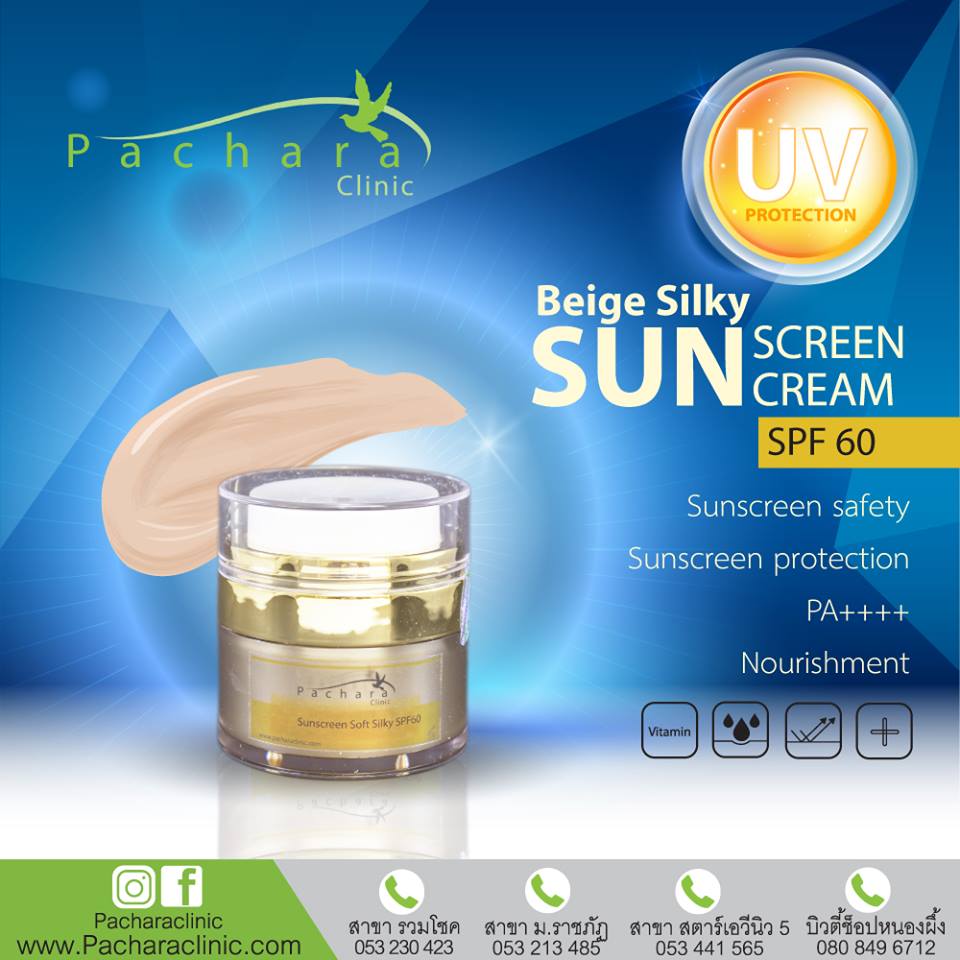 Pachara
Clinic
UV
PROTECTION
Beige Silky
SUN SCREEN
CREAM
SPF 60
Sunscreen safety
Sunscreen protection
PA++++
Nourishment
Vitamin
Pachara
Clinic
Sunscreen Soft Silky SPF60
www.pacharaclinic.com
Pacharaclinic
www.Pacharaclinic.com
สาขา รวมโชค
053 230 423
สาขา ม.ราชภัฏ
053 213 485
สาขา สตาร์เอวีนิว 5
053 441 565
บิวตี้ช็อปหนองผึ้ง
080 849 6712